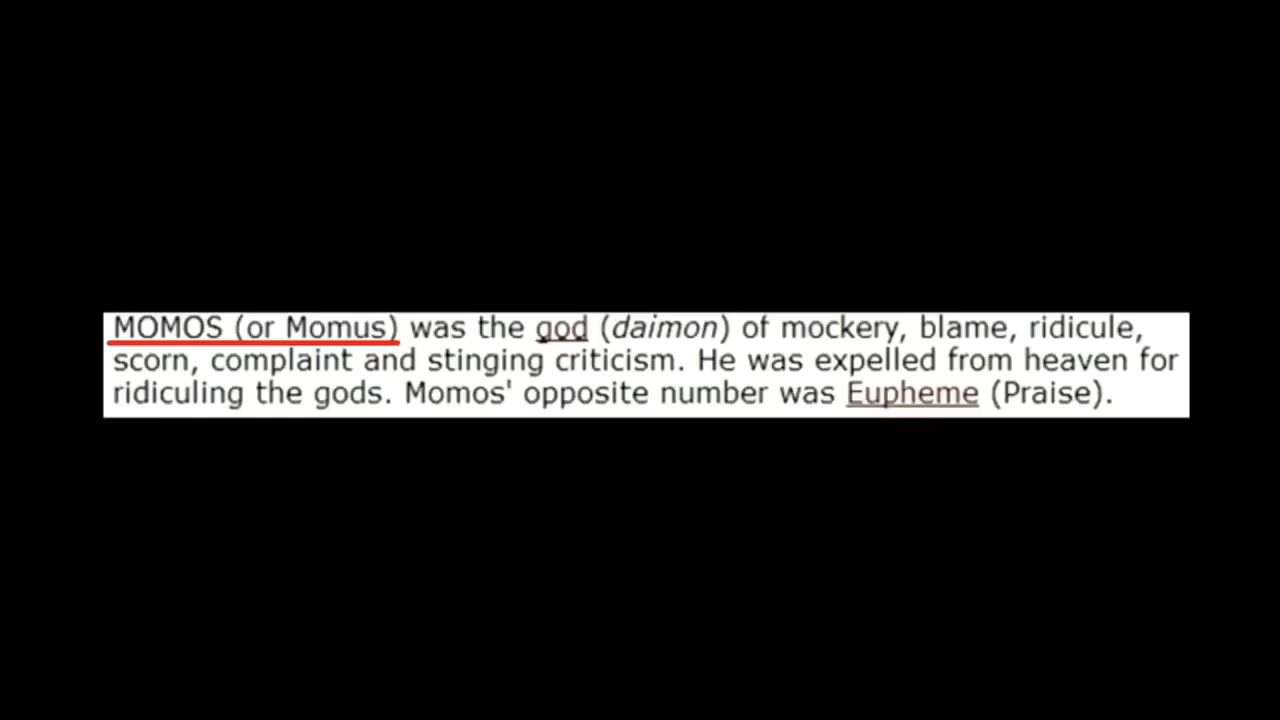 MOMOS (or Momus) was the god (daimon) of mockery, blame, ridicule,
scorn, complaint and stinging criticism. He was expelled from heaven for
ridiculing the gods. Momos' opposite number was Eupheme (Praise).